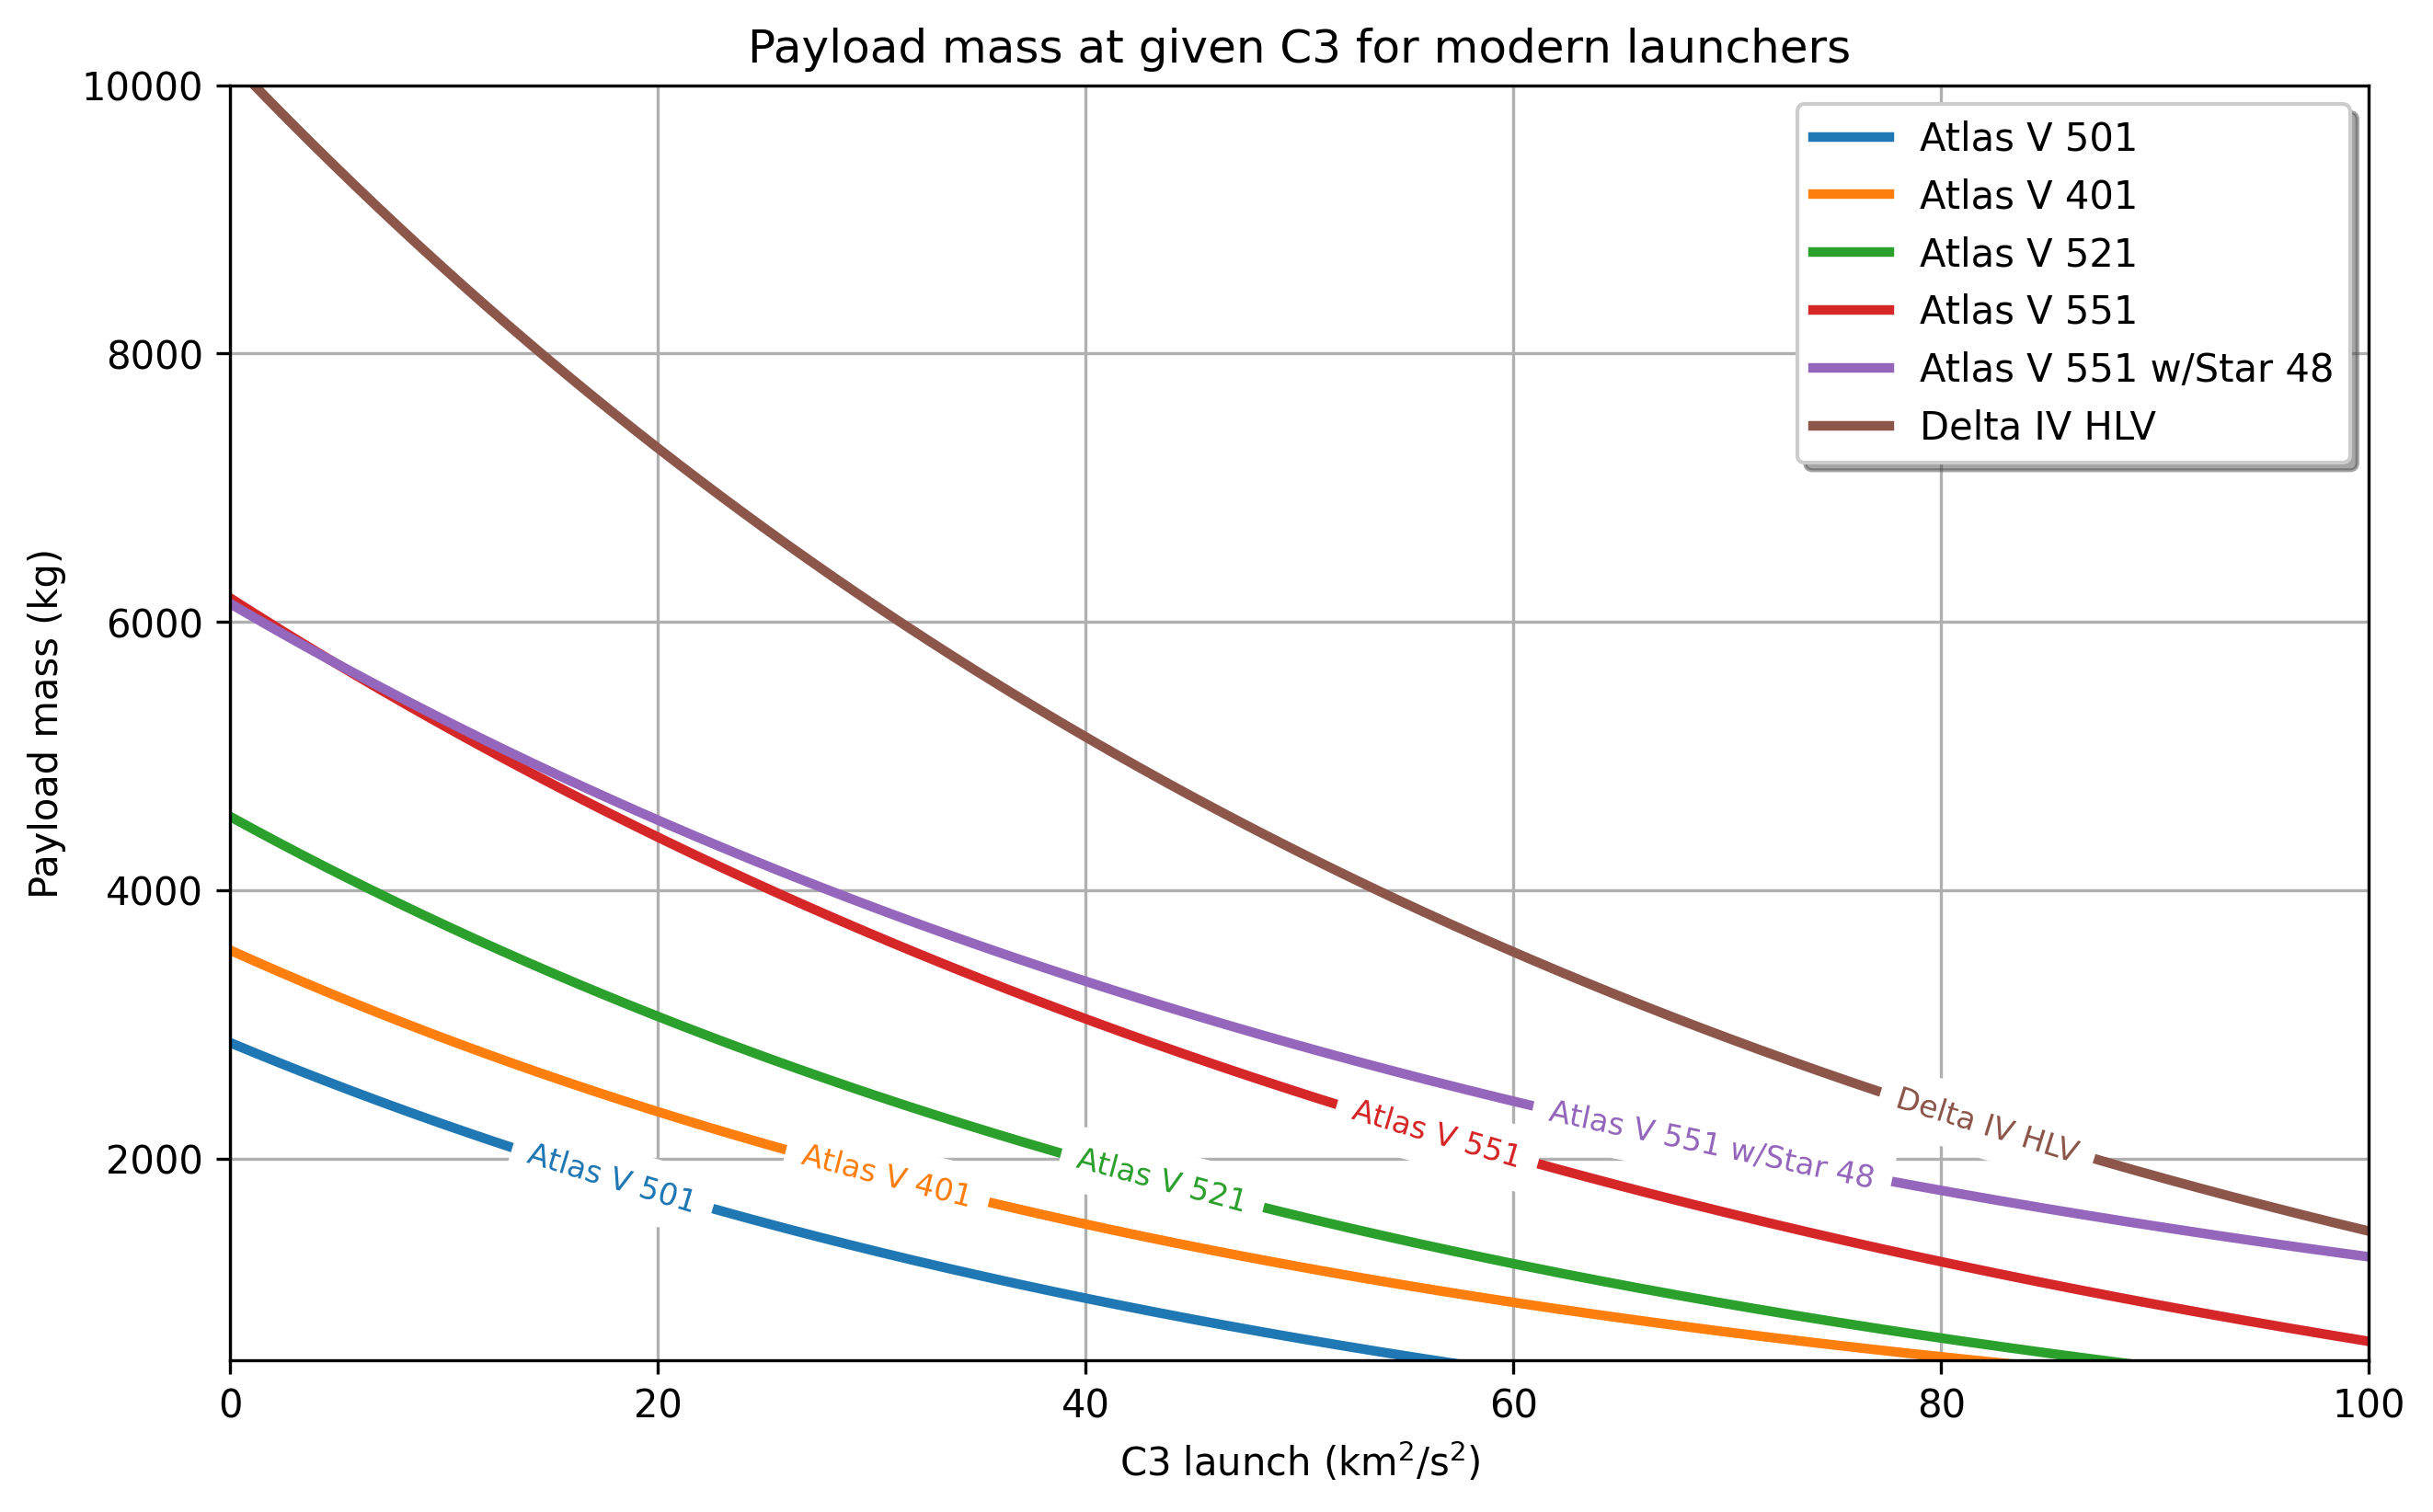 Payload mass at given C3 for modern launchers
10000
8000
6000
4000
2000
Payload mass (kg)
Atlas V 501
Atlas V 401
Atlas V 521
Atlas V 551
Atlas V 551 w/Star 48
Delta IV HLV
Atlas V 501
Atlas V 401
Atlas V 521
Atlas V 551
Atlas V 551 w/Star 48
Delta IV HLV
0 20 40 60 80 100
C3 launch (km²/s²)